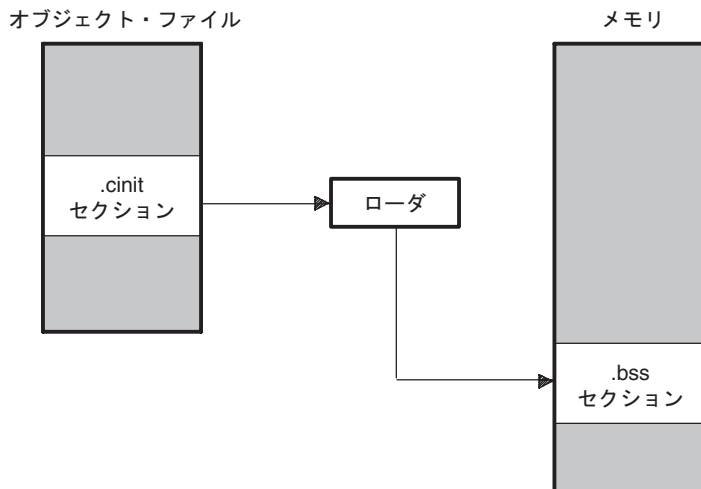 オブジェクト・ファイル
メモリ
.cinit
セクション
ローダ
.bss
セクション